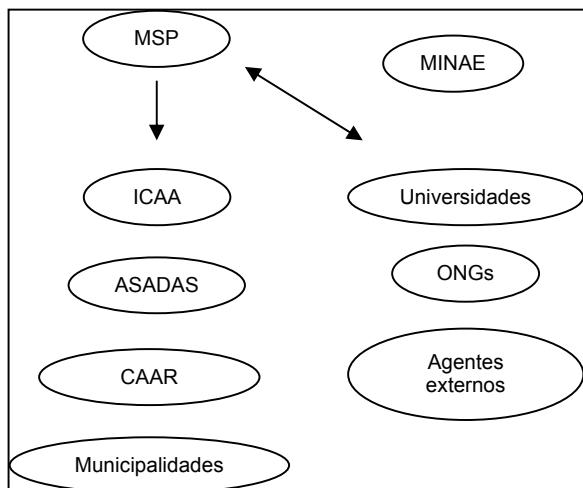 MSP
MINAE
ICAA
Universidades
ASADAS
ONGs
CAAR
Agentes
externos
Municipalidades